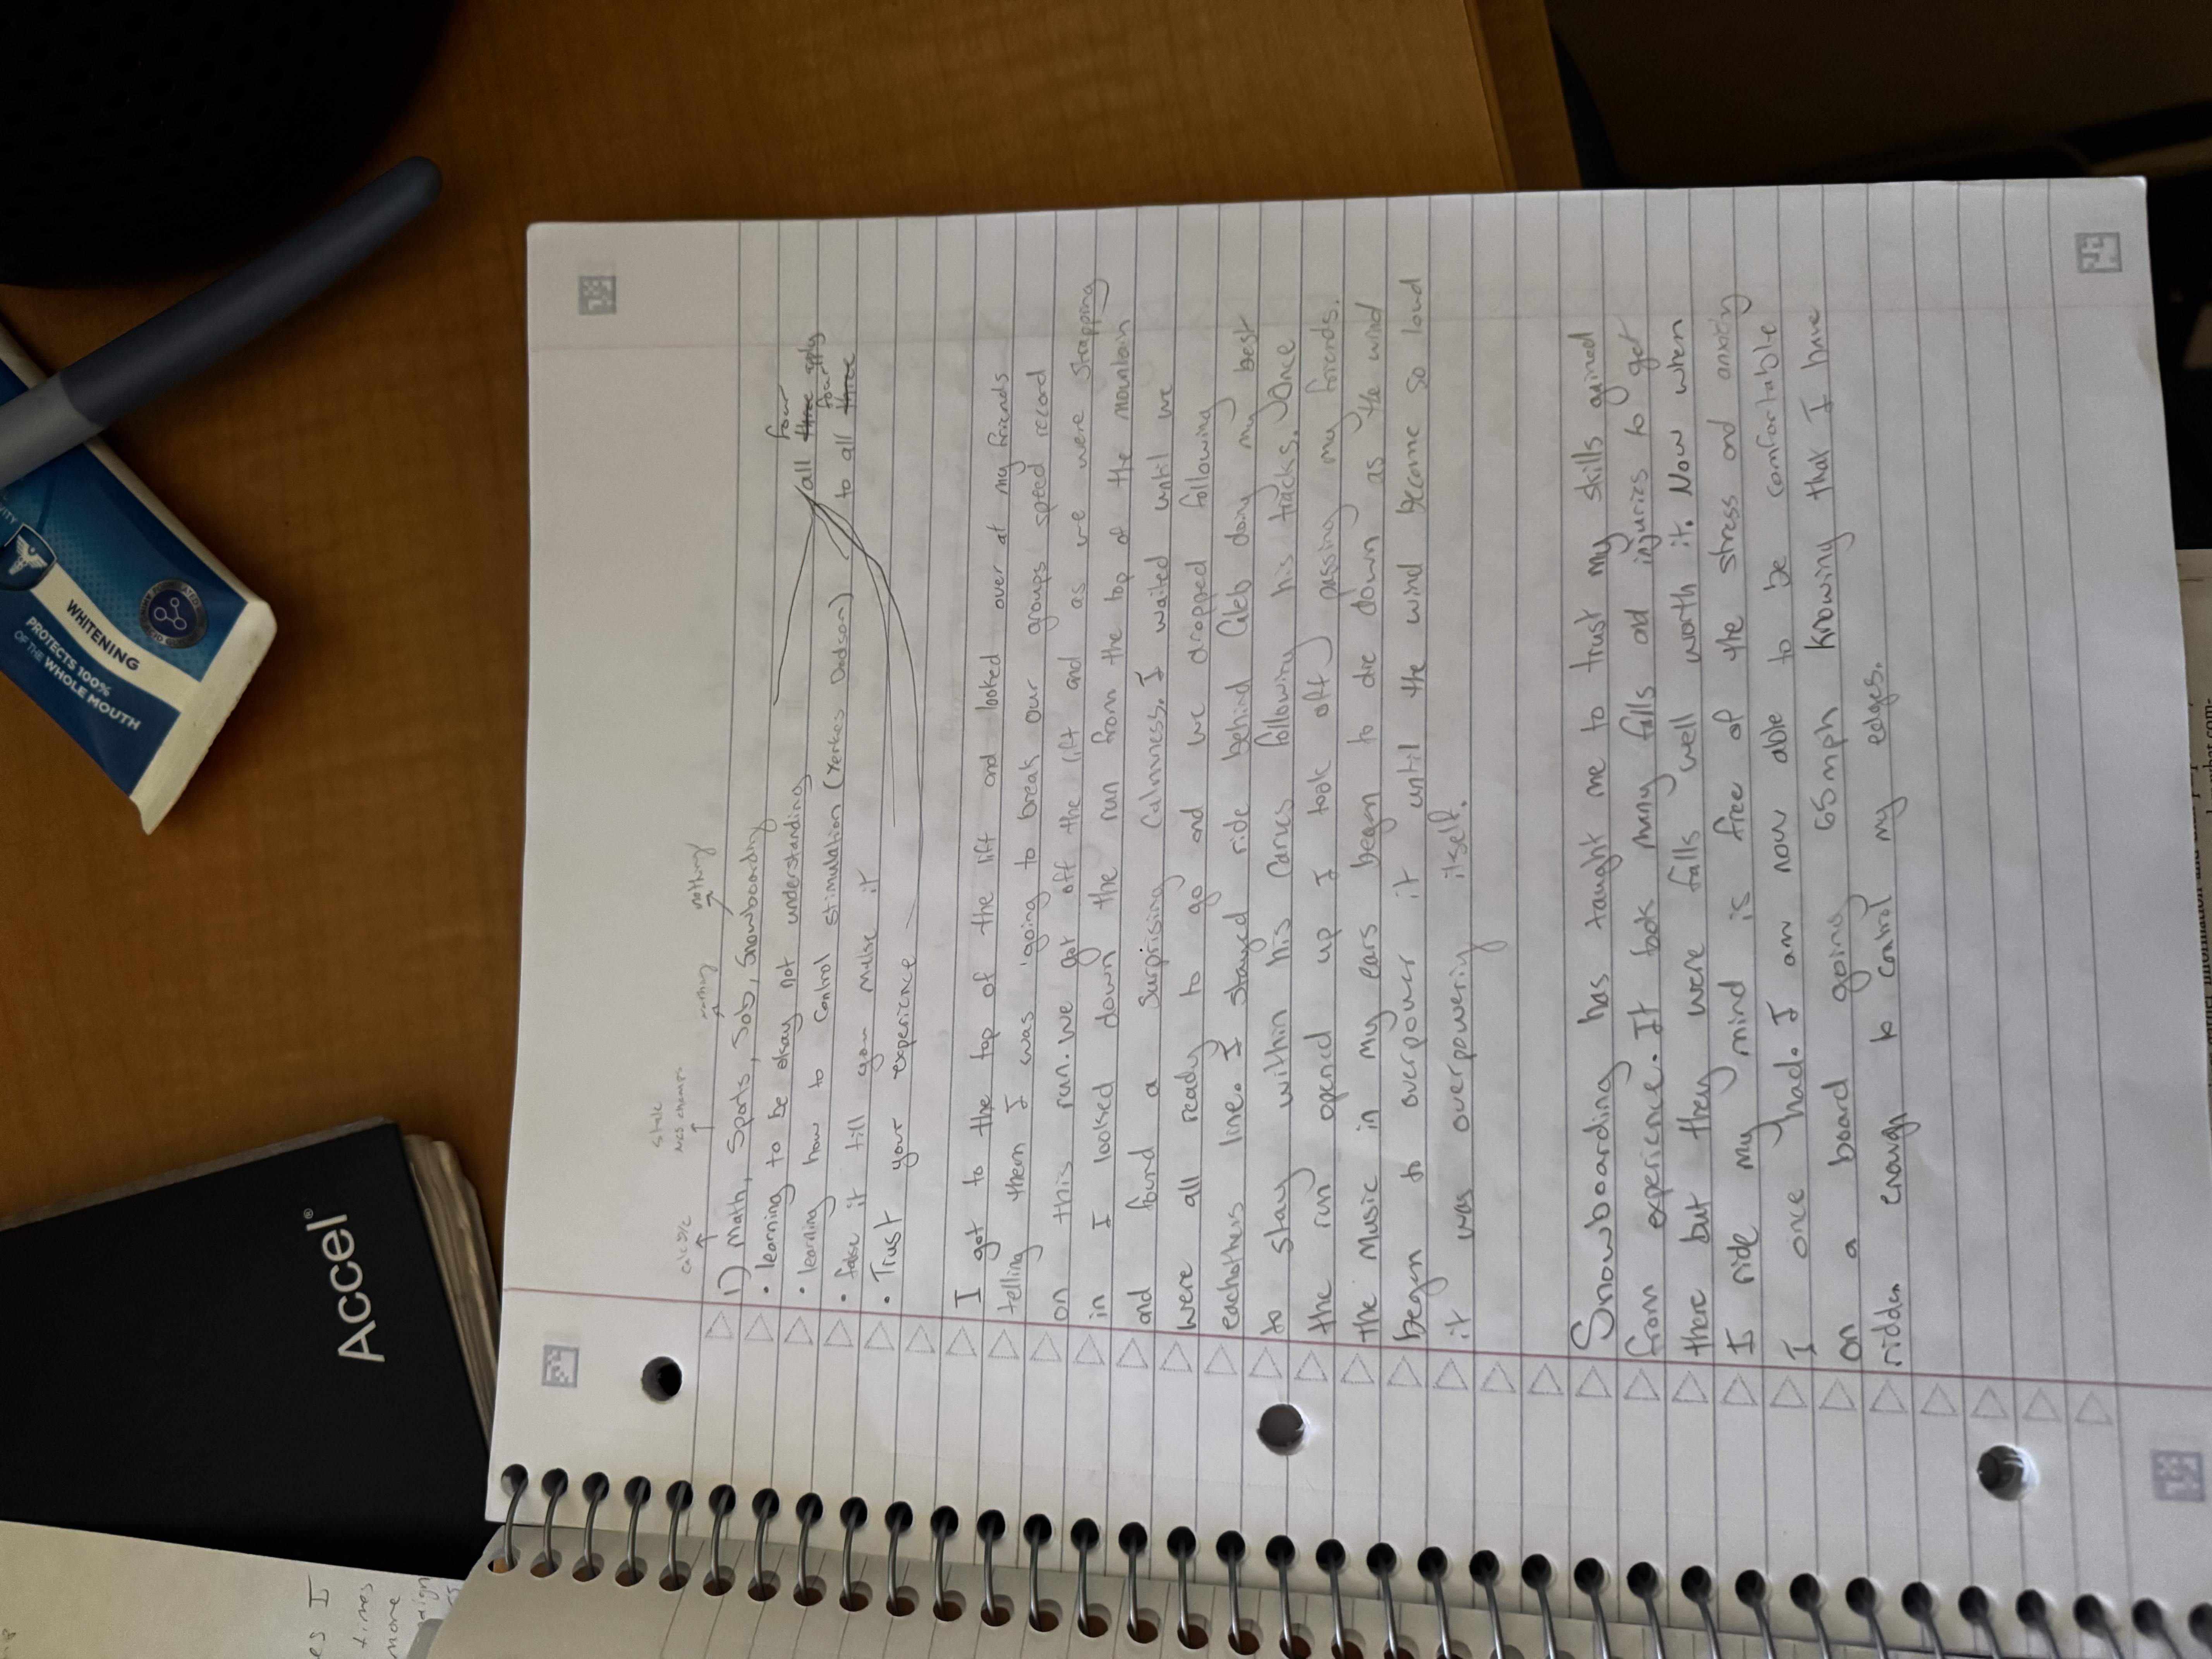 Calc 1/2
State
MCS champs
nothing
1) Math, Sports, Job, Snowboarding
• learning to be okay not understanding
• learning how to control stimulation (Yerkes Dodson)
• fake it till you make it
• Trust your experience
four
all three apply
four
to all three
I got to the top of the lift and looked over at my friends
telling them I was going to break our groups speed record
on this run. We got off the lift and as we were strapping
in I looked down the run from the top of the mountain
and found a surprising calmness. I waited until we
were all ready to go and we dropped following
eachothers line. I stayed ride behind Caleb doing my best
to stay within his carves following his tracks. Once
the run opened up I took off passing my friends.
the music in my ears began to die down as the wind
began to overpower it until the wind became so loud
it was overpowering itself.
Snowboarding has taught me to trust my skills gained
from experience. It took many falls ad injuries to get
there but they were falls well worth it. Now when
I ride my mind is free of the stress and anxiety
I once had. I am now able to be comfortable
on a board going 65mph knowing that I have
ridden enough to control my edges.
Accel®
WHITENING
PROTECTS 100%
OF THE WHOLE MOUTH
es I
times
more